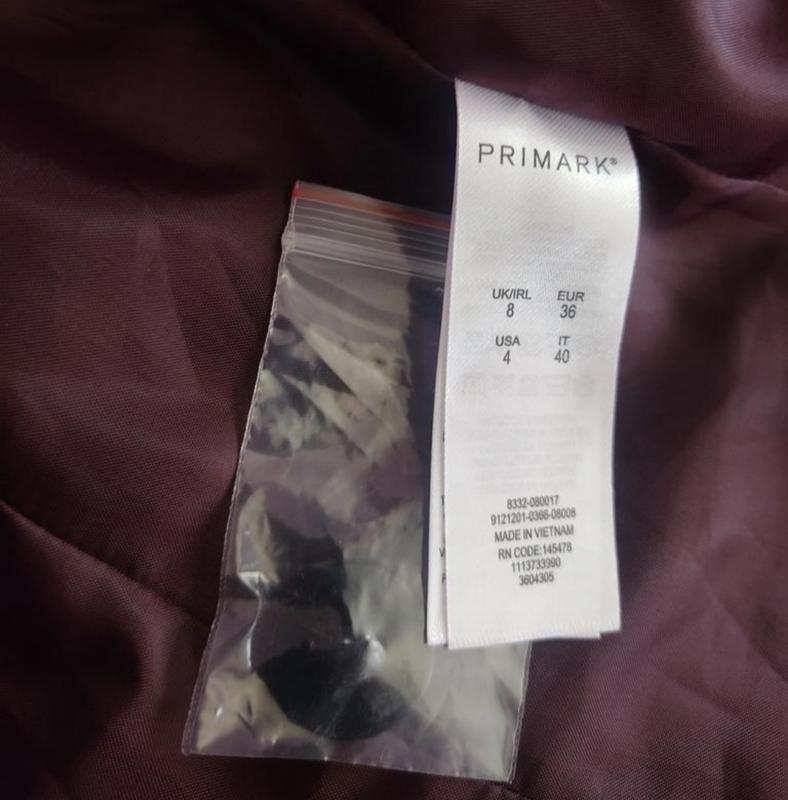 PRIMARK®
UK/IRL EUR
8 36
USA IT
4 40
8332-080017
9121201-0366-08008
MADE IN VIETNAM
RN CODE:145478
1113733990
3604305